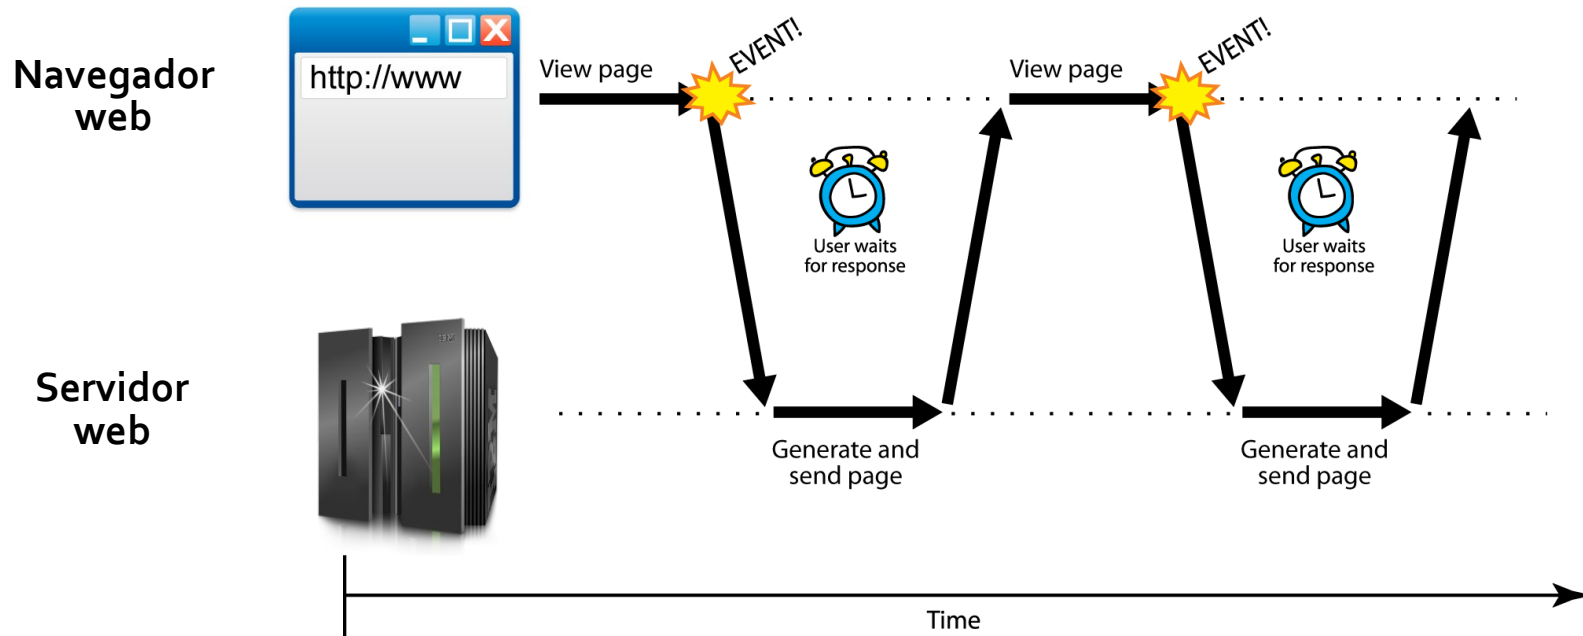 Navegador
web
http://www
View page
EVENT!
View page
EVENT!
User waits
for response
User waits
for response
Servidor
web
IBM
Generate and
send page
Generate and
send page
Time